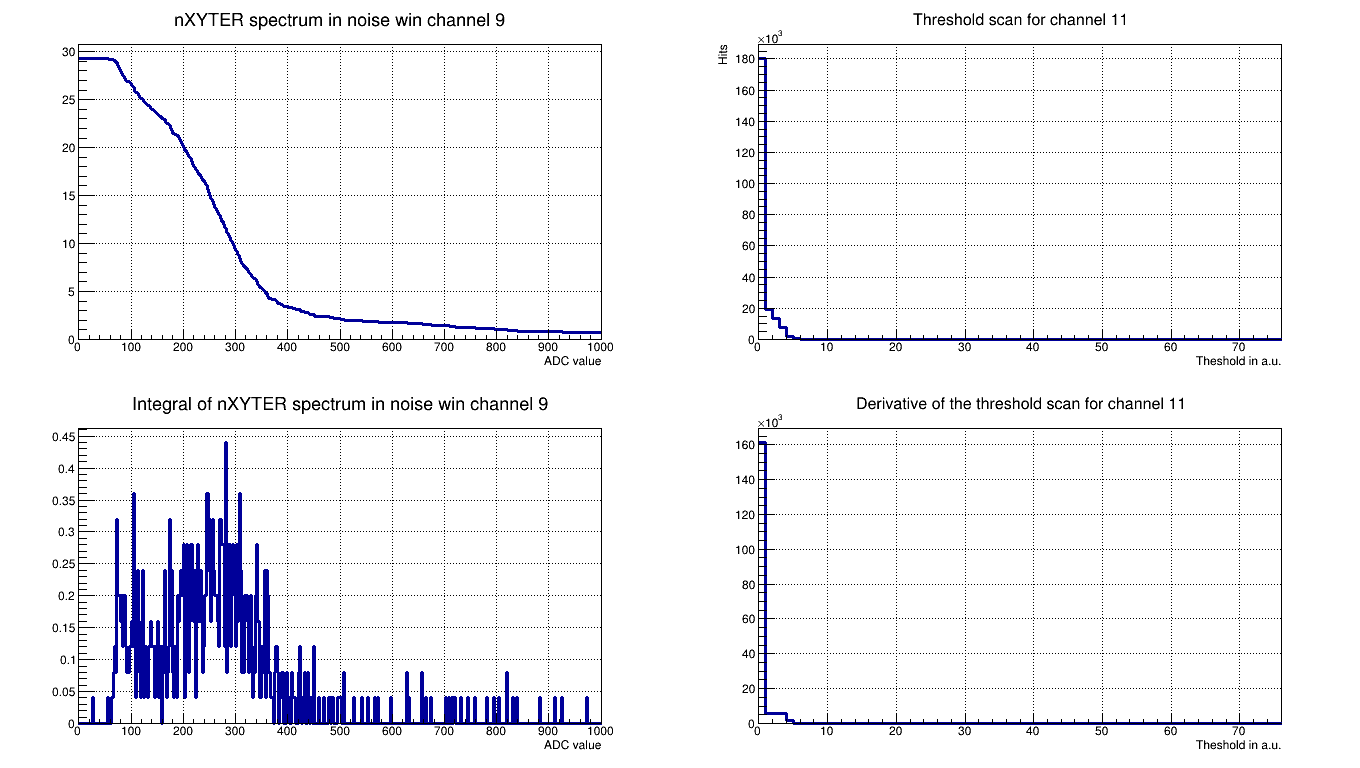 nXYTER spectrum in noise win channel 9
30
25
20
15
10
5
0
0 100 200 300 400 500 600 700 800 900 1000
ADC value
Threshold scan for channel 11
Hits
×10³
180
160
140
120
100
80
60
40
20
0
0 10 20 30 40 50 60 70
Theshold in a.u.
Integral of nXYTER spectrum in noise win channel 9
0.45
0.4
0.35
0.3
0.25
0.2
0.15
0.1
0.05
0
0 100 200 300 400 500 600 700 800 900 1000
ADC value
Derivative of the threshold scan for channel 11
×10³
160
140
120
100
80
60
40
20
0
0 10 20 30 40 50 60 70
Theshold in a.u.